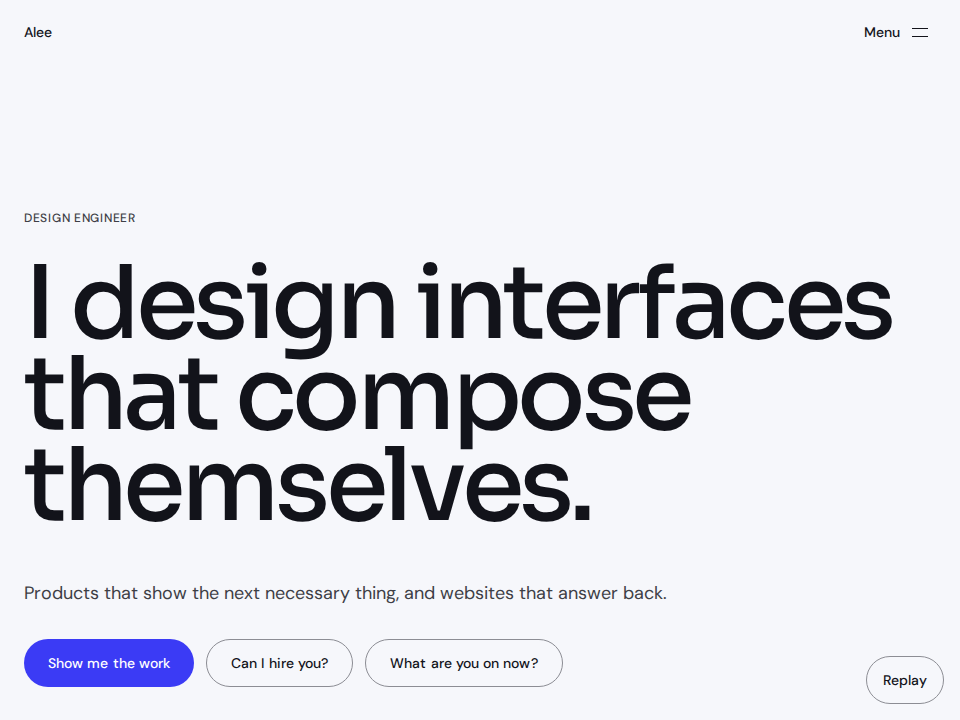 Alee
Menu
DESIGN ENGINEER
I design interfaces
that compose
themselves.
Products that show the next necessary thing, and websites that answer back.
Show me the work
Can I hire you?
What are you on now?
Replay